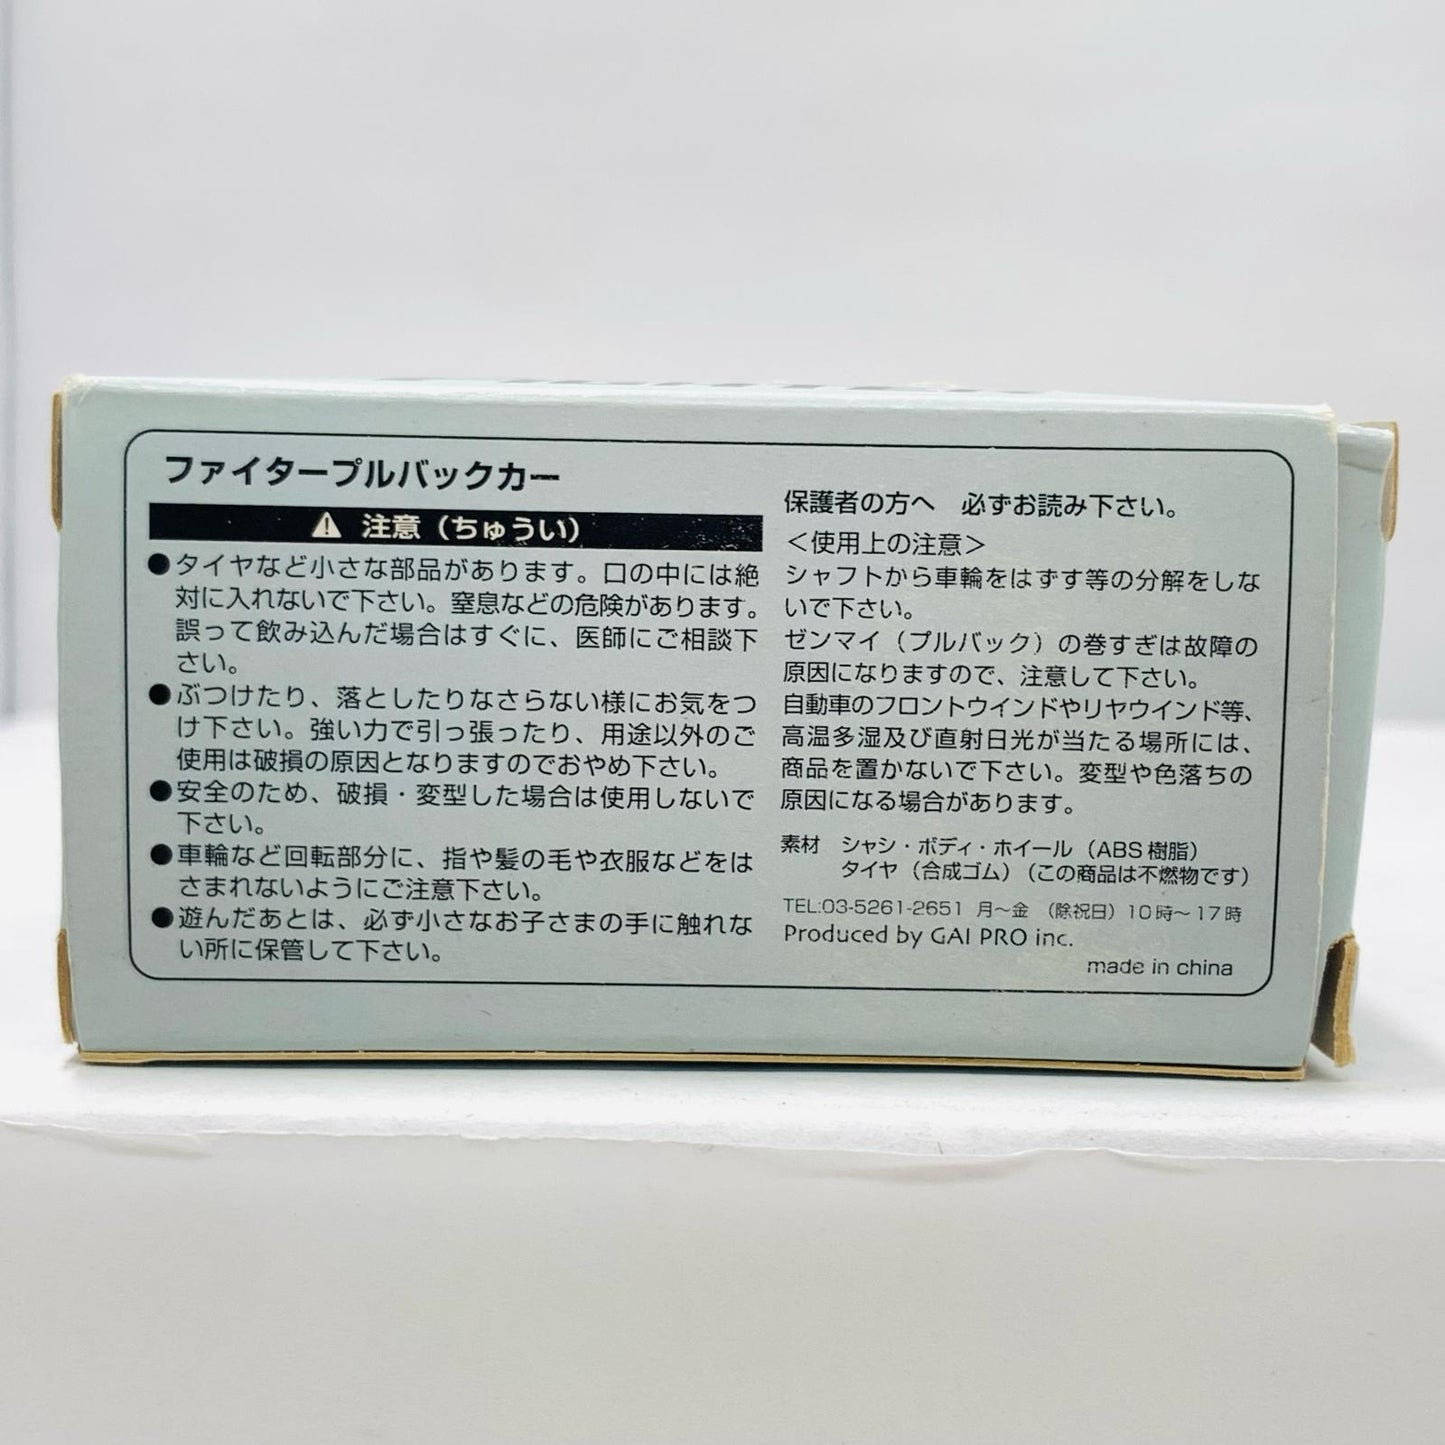 ファイタープルバックカー
⚠ 注意（ちゅうい）
●タイヤなど小さな部品があります。口の中には絶
対に入れないで下さい。窒息などの危険があります。
誤って飲み込んだ場合はすぐに、医師にご相談下
さい。
●ぶつけたり、落としたりなさらない様にお気をつ
け下さい。強い力で引っ張ったり、用途以外のご
使用は破損の原因となりますのでおやめ下さい。
●安全のため、破損・変型した場合は使用しないで
下さい。
●車輪など回転部分に、指や髪の毛や衣服などをは
さまれないようにご注意下さい。
●遊んだあとは、必ず小さなお子さまの手に触れな
い所に保管して下さい。
保護者の方へ　必ずお読み下さい。
＜使用上の注意＞
シャフトから車輪をはずす等の分解をしな
いで下さい。
ゼンマイ（プルバック）の巻すぎは故障の
原因になりますので、注意して下さい。
自動車のフロントウインドやリヤウインド等、
高温多湿及び直射日光が当たる場所には、
商品を置かないで下さい。変型や色落ちの
原因になる場合があります。
素材　シャシ・ボディ・ホイール（ABS樹脂）
タイヤ（合成ゴム）（この商品は不燃物です）
TEL:03-5261-2651 月～金 （除祝日）10時～17時
Produced by GAI PRO inc.
made in china